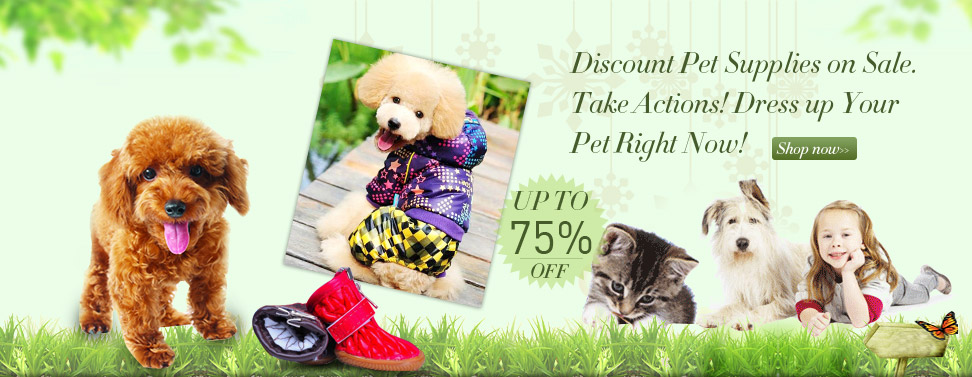 Discount Pet Supplies on Sale.
Take Actions! Dress up Your
Pet Right Now!
Shop now>>
UP TO
75%
OFF